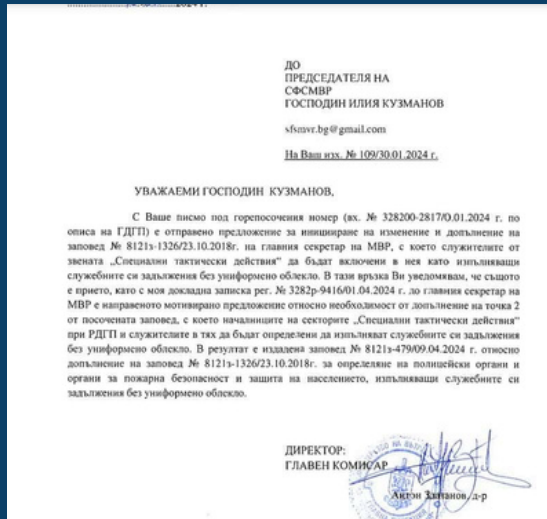 2024 г.
ДО
ПРЕДСЕДАТЕЛЯ НА
СФСМВР
ГОСПОДИН ИЛИЯ КУЗМАНОВ
sfsmvr.bg@gmail.com
На Ваш изх. № 109/30.01.2024 г.
УВАЖАЕМИ ГОСПОДИН КУЗМАНОВ,
С Ваше писмо под горепосочения номер (вх. № 328200-2817/0.01.2024 г. по
описа на ГДГП) е отправено предложение за иницииране на изменение и допълнение на
заповед № 8121з-1326/23.10.2018г. на главния секретар на МВР, с което служителите от
звената „Специални тактически действия" да бъдат включени в нея като изпълняващи
служебните си задължения без униформено облекло. В тази връзка Ви уведомявам, че същото
е прието, като с моя докладна записка рег. № 3282р-9416/01.04.2024 г. до главния секретар на
МВР е направеното мотивирано предложение относно необходимост от допълнение на точка 2
от посочената заповед, с което началниците на секторите „Специални тактически действия"
при РДГП и служителите в тях да бъдат определени да изпълняват служебните си задължения
без униформено облекло. В резултат е издадена заповед № 8121з-479/09.04.2024 г. относно
допълнение на заповед № 8121з-1326/23.10.2018г. за определяне на полицейски органи и
органи за пожарна безопасност и защита на населението, изпълняващи служебните си
задължения без униформено облекло.
ДИРЕКТОР:
ГЛАВЕН КОМИСАР
Антон Златанов, д-р